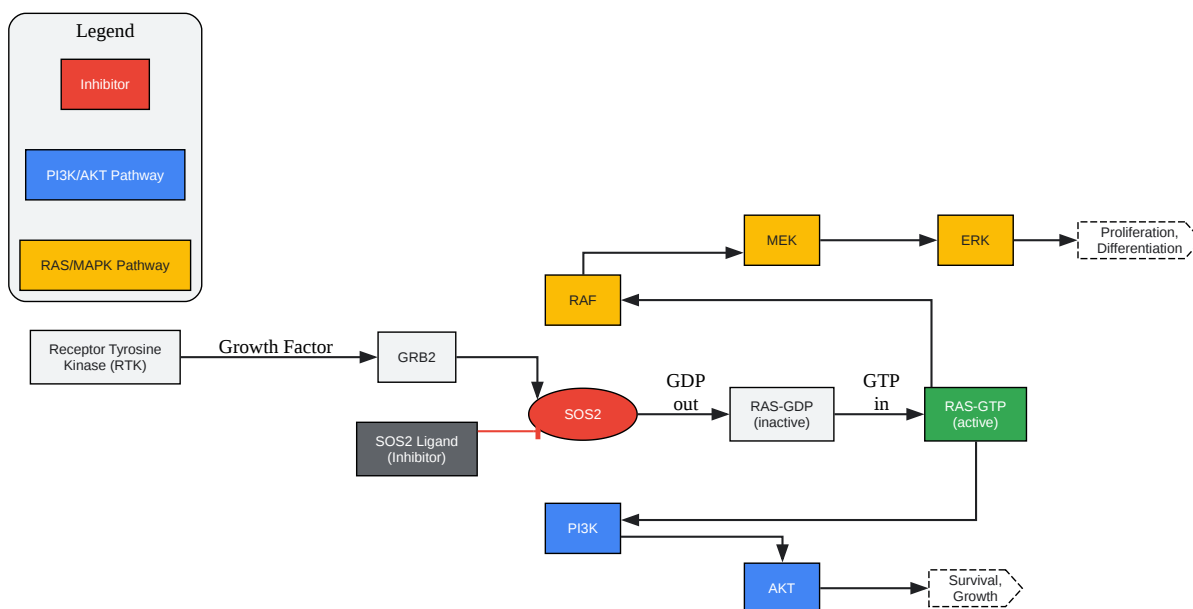 Legend
Inhibitor
PI3K/AKT Pathway
RAS/MAPK Pathway
MEK
ERK
Proliferation,
Differentiation
RAF
Receptor Tyrosine
Kinase (RTK)
Growth Factor
GRB2
SOS2
GDP
out
RAS-GDP
(inactive)
GTP
in
RAS-GTP
(active)
SOS2 Ligand
(Inhibitor)
PI3K
AKT
Survival,
Growth